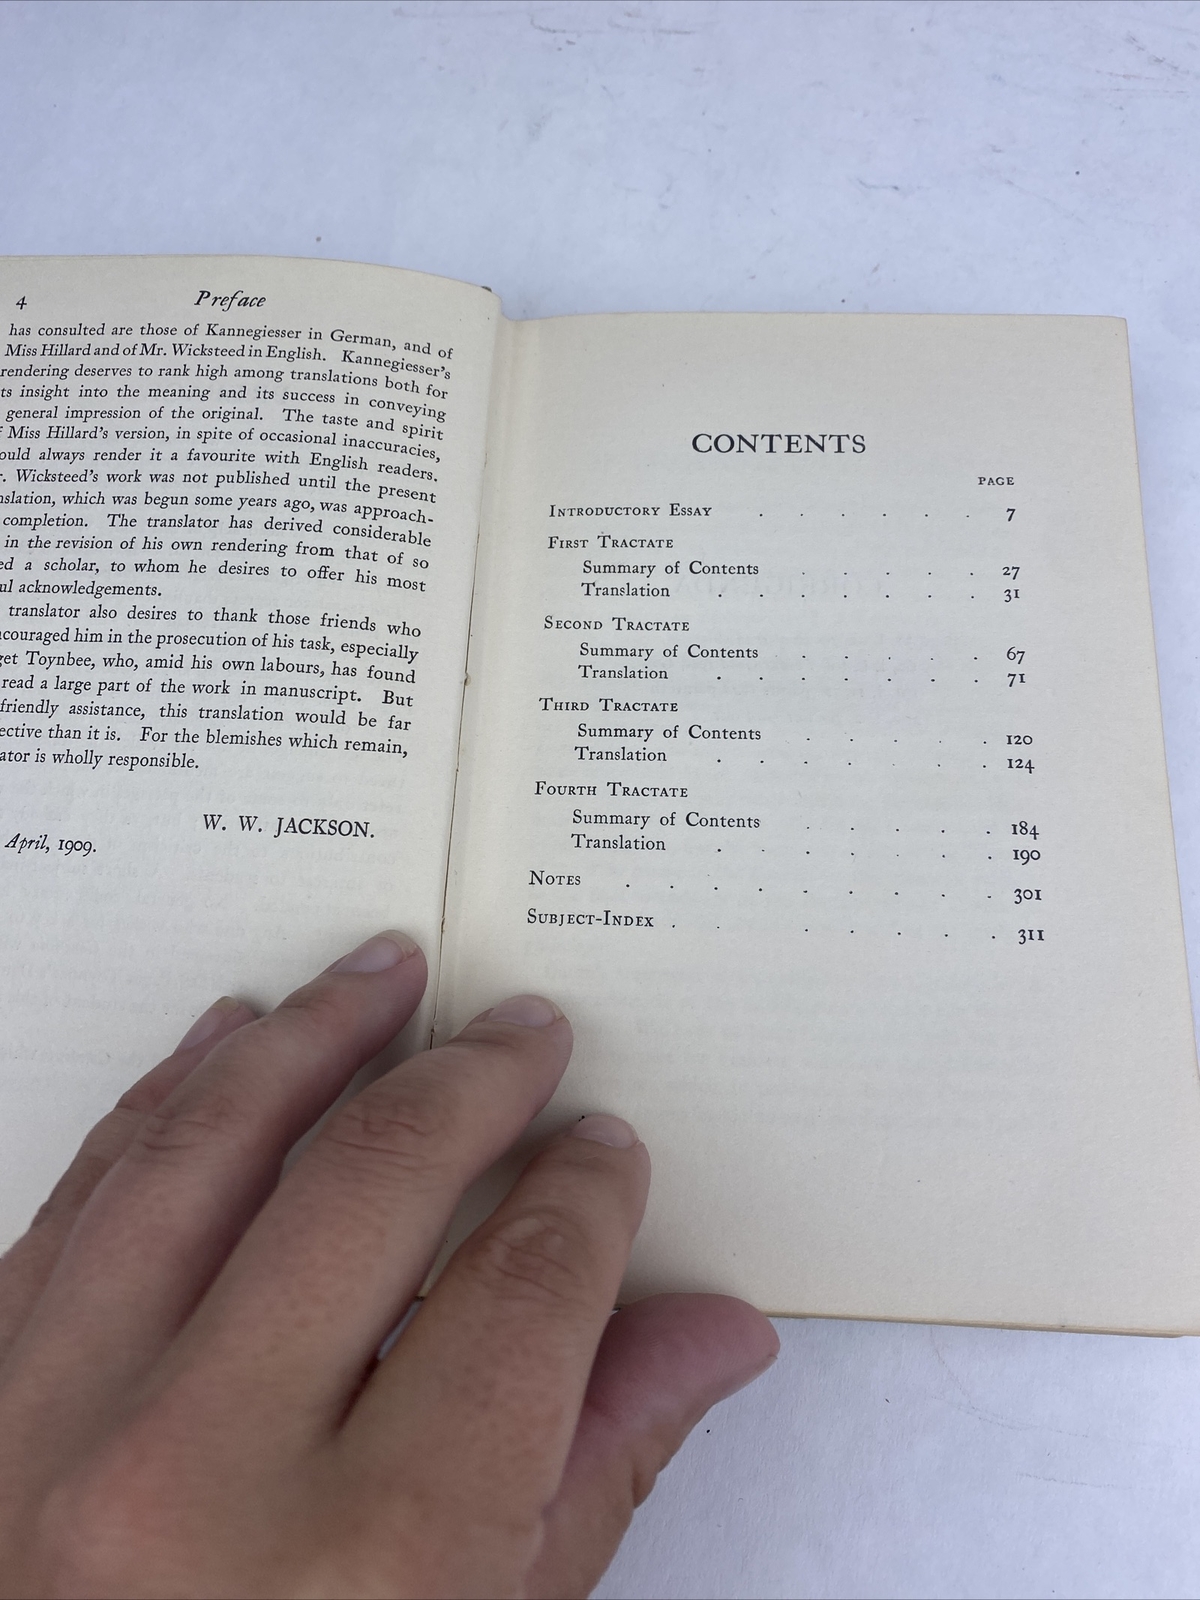 4 Preface
has consulted are those of Kannegiesser in German, and of
Miss Hillard and of Mr. Wicksteed in English. Kannegiesser's
rendering deserves to rank high among translations both for
ts insight into the meaning and its success in conveying
general impression of the original. The taste and spirit
f Miss Hillard's version, in spite of occasional inaccuracies,
ould always render it a favourite with English readers.
r. Wicksteed's work was not published until the present
nslation, which was begun some years ago, was approach-
completion. The translator has derived considerable
in the revision of his own rendering from that of so
ed a scholar, to whom he desires to offer his most
ul acknowledgements.
translator also desires to thank those friends who
ncouraged him in the prosecution of his task, especially
get Toynbee, who, amid his own labours, has found
read a large part of the work in manuscript. But
friendly assistance, this translation would be far
ective than it is. For the blemishes which remain,
ator is wholly responsible.
W. W. JACKSON.
April, 1909.
CONTENTS
PAGE
Introductory Essay . . . . . . 7
First Tractate
Summary of Contents . . . . . 27
Translation . . . . . . . 31
Second Tractate
Summary of Contents . . . . . 67
Translation . . . . . . . 71
Third Tractate
Summary of Contents . . . . . 120
Translation . . . . . . . 124
Fourth Tractate
Summary of Contents . . . . . 184
Translation . . . . . . . 190
Notes . . . . . . . . . 301
Subject-Index . . . . . . . 311